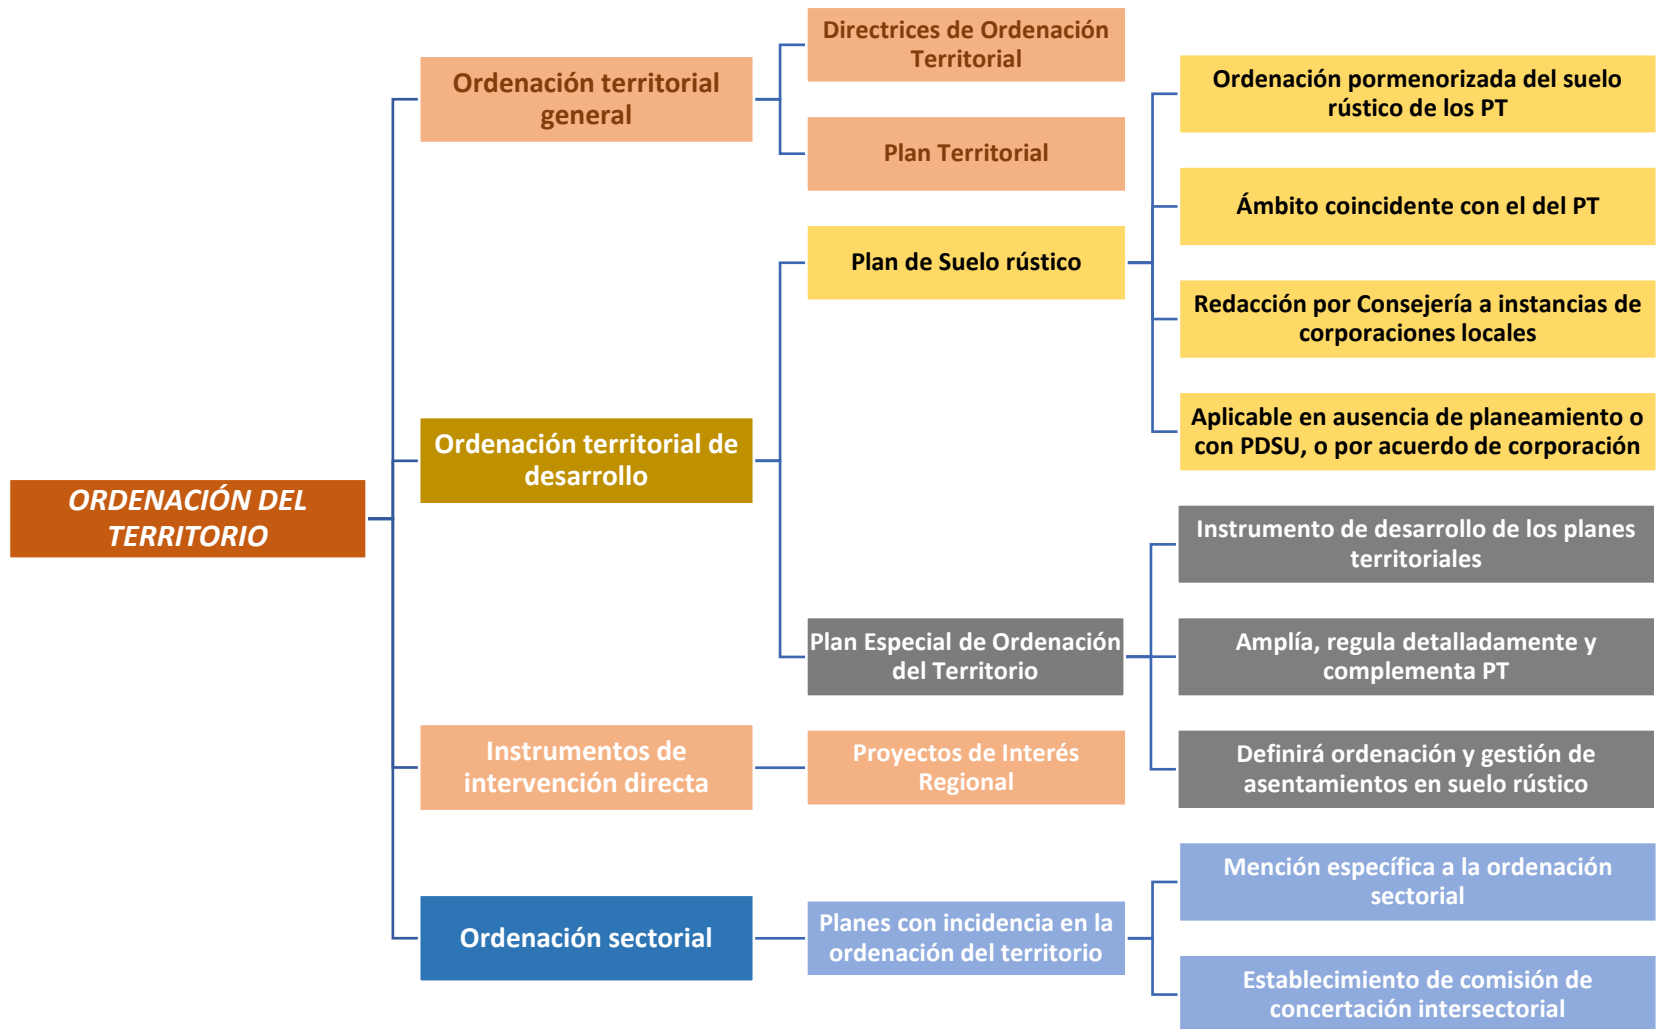 ORDENACIÓN DEL
TERRITORIO
Ordenación territorial
general
Directrices de Ordenación
Territorial
Plan Territorial
Ordenación territorial de
desarrollo
Plan de Suelo rústico
Ordenación pormenorizada del suelo
rústico de los PT
Ámbito coincidente con el del PT
Redacción por Consejería a instancias de
corporaciones locales
Aplicable en ausencia de planeamiento o
con PDSU, o por acuerdo de corporación
Plan Especial de Ordenación
del Territorio
Instrumento de desarrollo de los planes
territoriales
Amplía, regula detalladamente y
complementa PT
Definirá ordenación y gestión de
asentamientos en suelo rústico
Instrumentos de
intervención directa
Proyectos de Interés
Regional
Ordenación sectorial
Planes con incidencia en la
ordenación del territorio
Mención específica a la ordenación
sectorial
Establecimiento de comisión de
concertación intersectorial